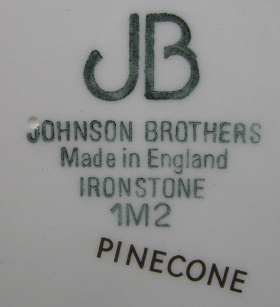 JB
JOHNSON BROTHERS
Made in England
IRONSTONE
1M2
PINECONE